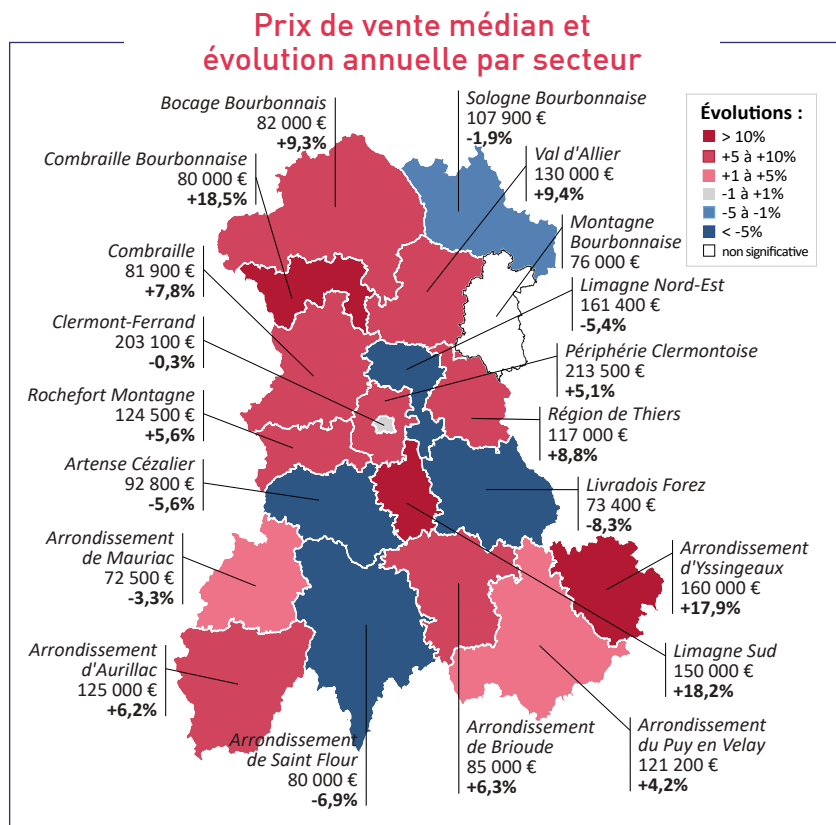 Prix de vente médian et
évolution annuelle par secteur
Bocage Bourbonnais
82 000 €
+9,3%
Sologne Bourbonnaise
107 900 €
-1,9%
Évolutions :
> 10%
+5 à +10%
+1 à +5%
-1 à +1%
-5 à -1%
< -5%
non significative
Combraille Bourbonnaise
80 000 €
+18,5%
Val d'Allier
130 000 €
+9,4%
Montagne
Bourbonnaise
76 000 €
Combraille
81 900 €
+7,8%
Limagne Nord-Est
161 400 €
-5,4%
Clermont-Ferrand
203 100 €
-0,3%
Périphérie Clermontoise
213 500 €
+5,1%
Rochefort Montagne
124 500 €
+5,6%
Région de Thiers
117 000 €
+8,8%
Artense Cézalier
92 800 €
-5,6%
Livradois Forez
73 400 €
-8,3%
Arrondissement
de Mauriac
72 500 €
-3,3%
Arrondissement
d'Yssingeaux
160 000 €
+17,9%
Arrondissement
d'Aurillac
125 000 €
+6,2%
Limagne Sud
150 000 €
+18,2%
Arrondissement
de Saint Flour
80 000 €
-6,9%
Arrondissement
de Brioude
85 000 €
+6,3%
Arrondissement
du Puy en Velay
121 200 €
+4,2%